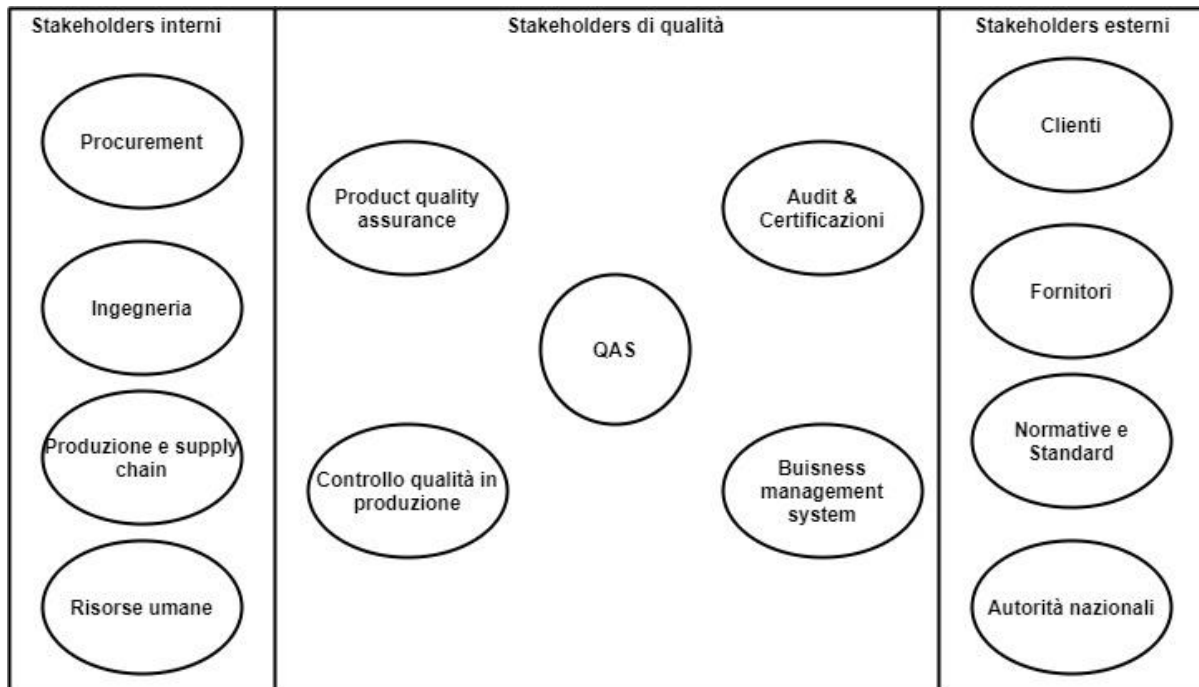 Stakeholders interni
Procurement
Ingegneria
Produzione e supply
chain
Risorse umane
Stakeholders di qualità
Product quality
assurance
Audit &
Certificazioni
QAS
Controllo qualità in
produzione
Buisness
management
system
Stakeholders esterni
Clienti
Fornitori
Normative e
Standard
Autorità nazionali